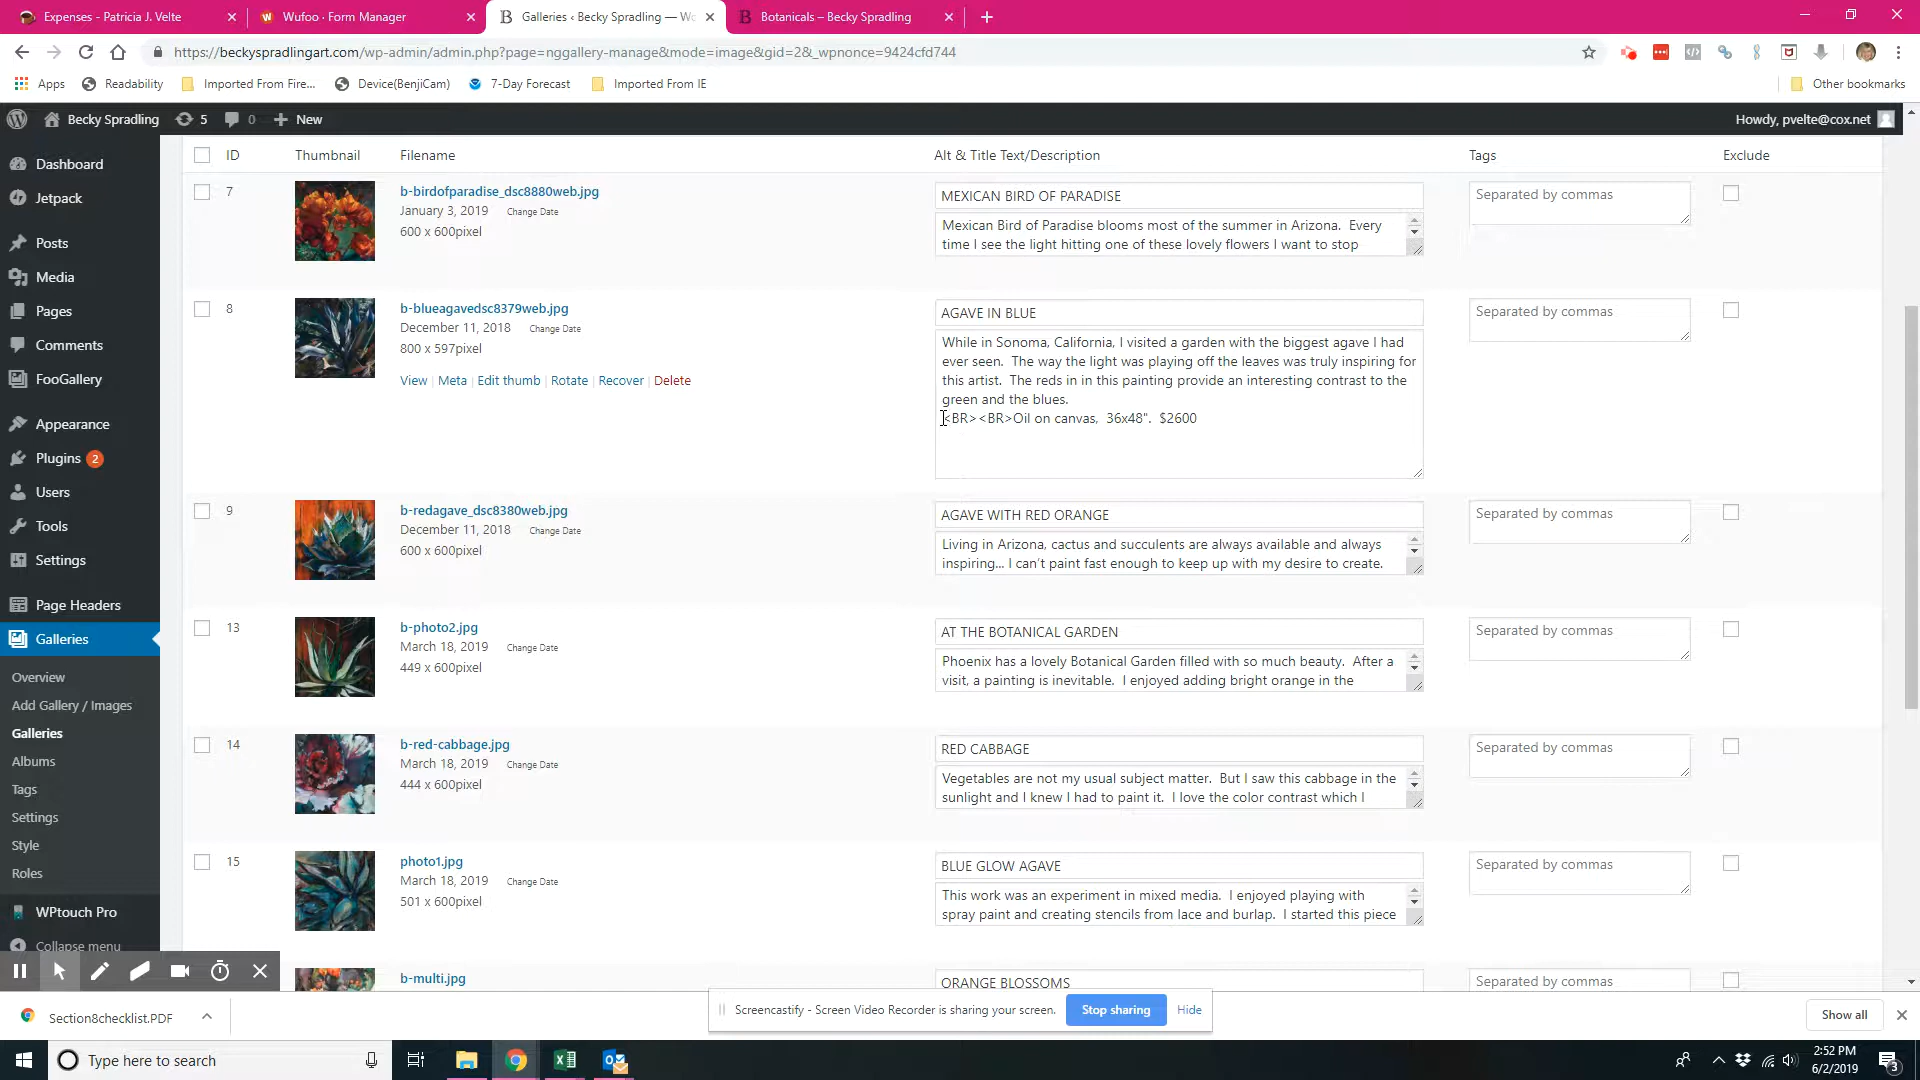 Expenses - Patricia J. Velte
Wufoo · Form Manager
Galleries ‹ Becky Spradling — Wo
Botanicals – Becky Spradling
https://beckyspradlingart.com/wp-admin/admin.php?page=nggallery-manage&mode=image&gid=2&_wpnonce=9424cfd744
Apps
Readability
Imported From Fire...
Device(BenjiCam)
7-Day Forecast
Imported From IE
Other bookmarks
Becky Spradling
5
0
New
Howdy, pvelte@cox.net
Dashboard
Jetpack
Posts
Media
Pages
Comments
FooGallery
Appearance
Plugins 2
Users
Tools
Settings
Page Headers
Galleries
Overview
Add Gallery / Images
Galleries
Albums
Tags
Settings
Style
Roles
WPtouch Pro
Collapse menu
ID
Thumbnail
Filename
Alt & Title Text/Description
Tags
Exclude
7
b-birdofparadise_dsc8880web.jpg
January 3, 2019 Change Date
600 x 600pixel
MEXICAN BIRD OF PARADISE
Mexican Bird of Paradise blooms most of the summer in Arizona. Every
time I see the light hitting one of these lovely flowers I want to stop
Separated by commas
8
b-blueagavedsc8379web.jpg
December 11, 2018 Change Date
800 x 597pixel
View | Meta | Edit thumb | Rotate | Recover | Delete
AGAVE IN BLUE
While in Sonoma, California, I visited a garden with the biggest agave I had
ever seen. The way the light was playing off the leaves was truly inspiring for
this artist. The reds in in this painting provide an interesting contrast to the
green and the blues.
<BR><BR>Oil on canvas, 36x48". $2600
Separated by commas
9
b-redagave_dsc8380web.jpg
December 11, 2018 Change Date
600 x 600pixel
AGAVE WITH RED ORANGE
Living in Arizona, cactus and succulents are always available and always
inspiring... I can't paint fast enough to keep up with my desire to create.
Separated by commas
13
b-photo2.jpg
March 18, 2019 Change Date
449 x 600pixel
AT THE BOTANICAL GARDEN
Phoenix has a lovely Botanical Garden filled with so much beauty. After a
visit, a painting is inevitable. I enjoyed adding bright orange in the
Separated by commas
14
b-red-cabbage.jpg
March 18, 2019 Change Date
444 x 600pixel
RED CABBAGE
Vegetables are not my usual subject matter. But I saw this cabbage in the
sunlight and I knew I had to paint it. I love the color contrast which I
Separated by commas
15
photo1.jpg
March 18, 2019 Change Date
501 x 600pixel
BLUE GLOW AGAVE
This work was an experiment in mixed media. I enjoyed playing with
spray paint and creating stencils from lace and burlap. I started this piece
Separated by commas
b-multi.jpg
ORANGE BLOSSOMS
Separated by commas
Screencastify - Screen Video Recorder is sharing your screen.
Stop sharing
Hide
Section8checklist.PDF
Show all
Type here to search
2:52 PM
6/2/2019
3